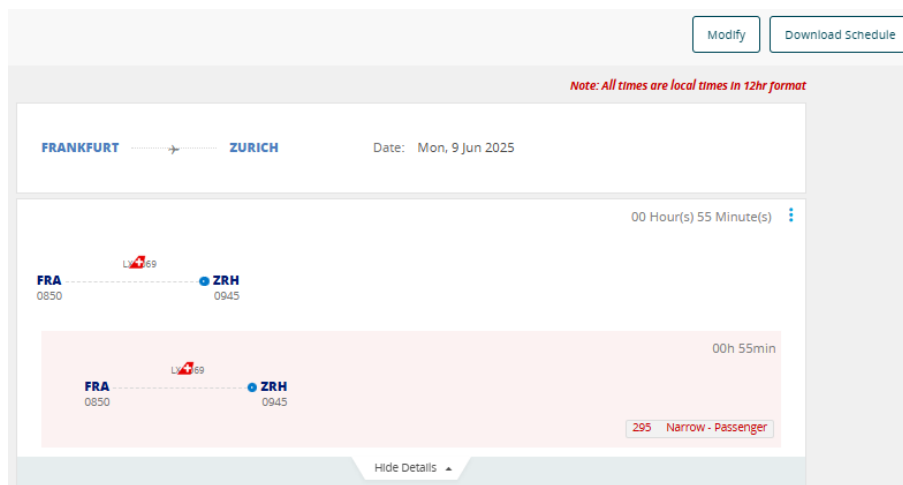 Modify Download Schedule
Note: All times are local times in 12hr format
FRANKFURT ZURICH Date: Mon, 9 Jun 2025
00 Hour(s) 55 Minute(s)
FRA ZRH
0850 0945
00h 55min
FRA ZRH
0850 0945
295 Narrow - Passenger
Hide Details